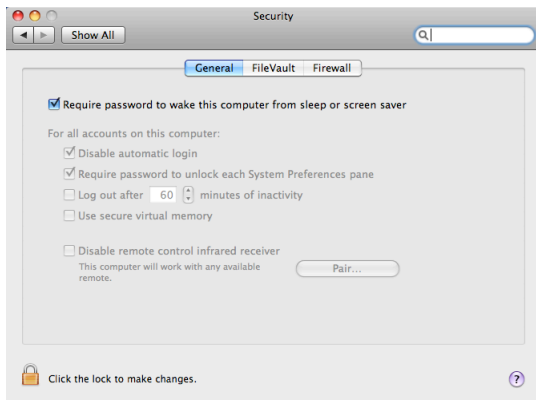 Security
Show All
General FileVault Firewall
Require password to wake this computer from sleep or screen saver
For all accounts on this computer:
Disable automatic login
Require password to unlock each System Preferences pane
Log out after 60 minutes of inactivity
Use secure virtual memory
Disable remote control infrared receiver
This computer will work with any available
remote.
Pair...
Click the lock to make changes.
?